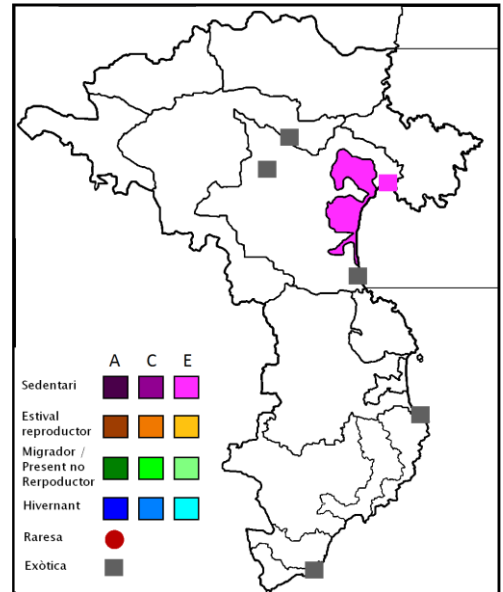 A C E
Sedentari
Estival
reproductor
Migrador /
Present no
Rerpoductor
Hivernant
Raresa
Exòtica